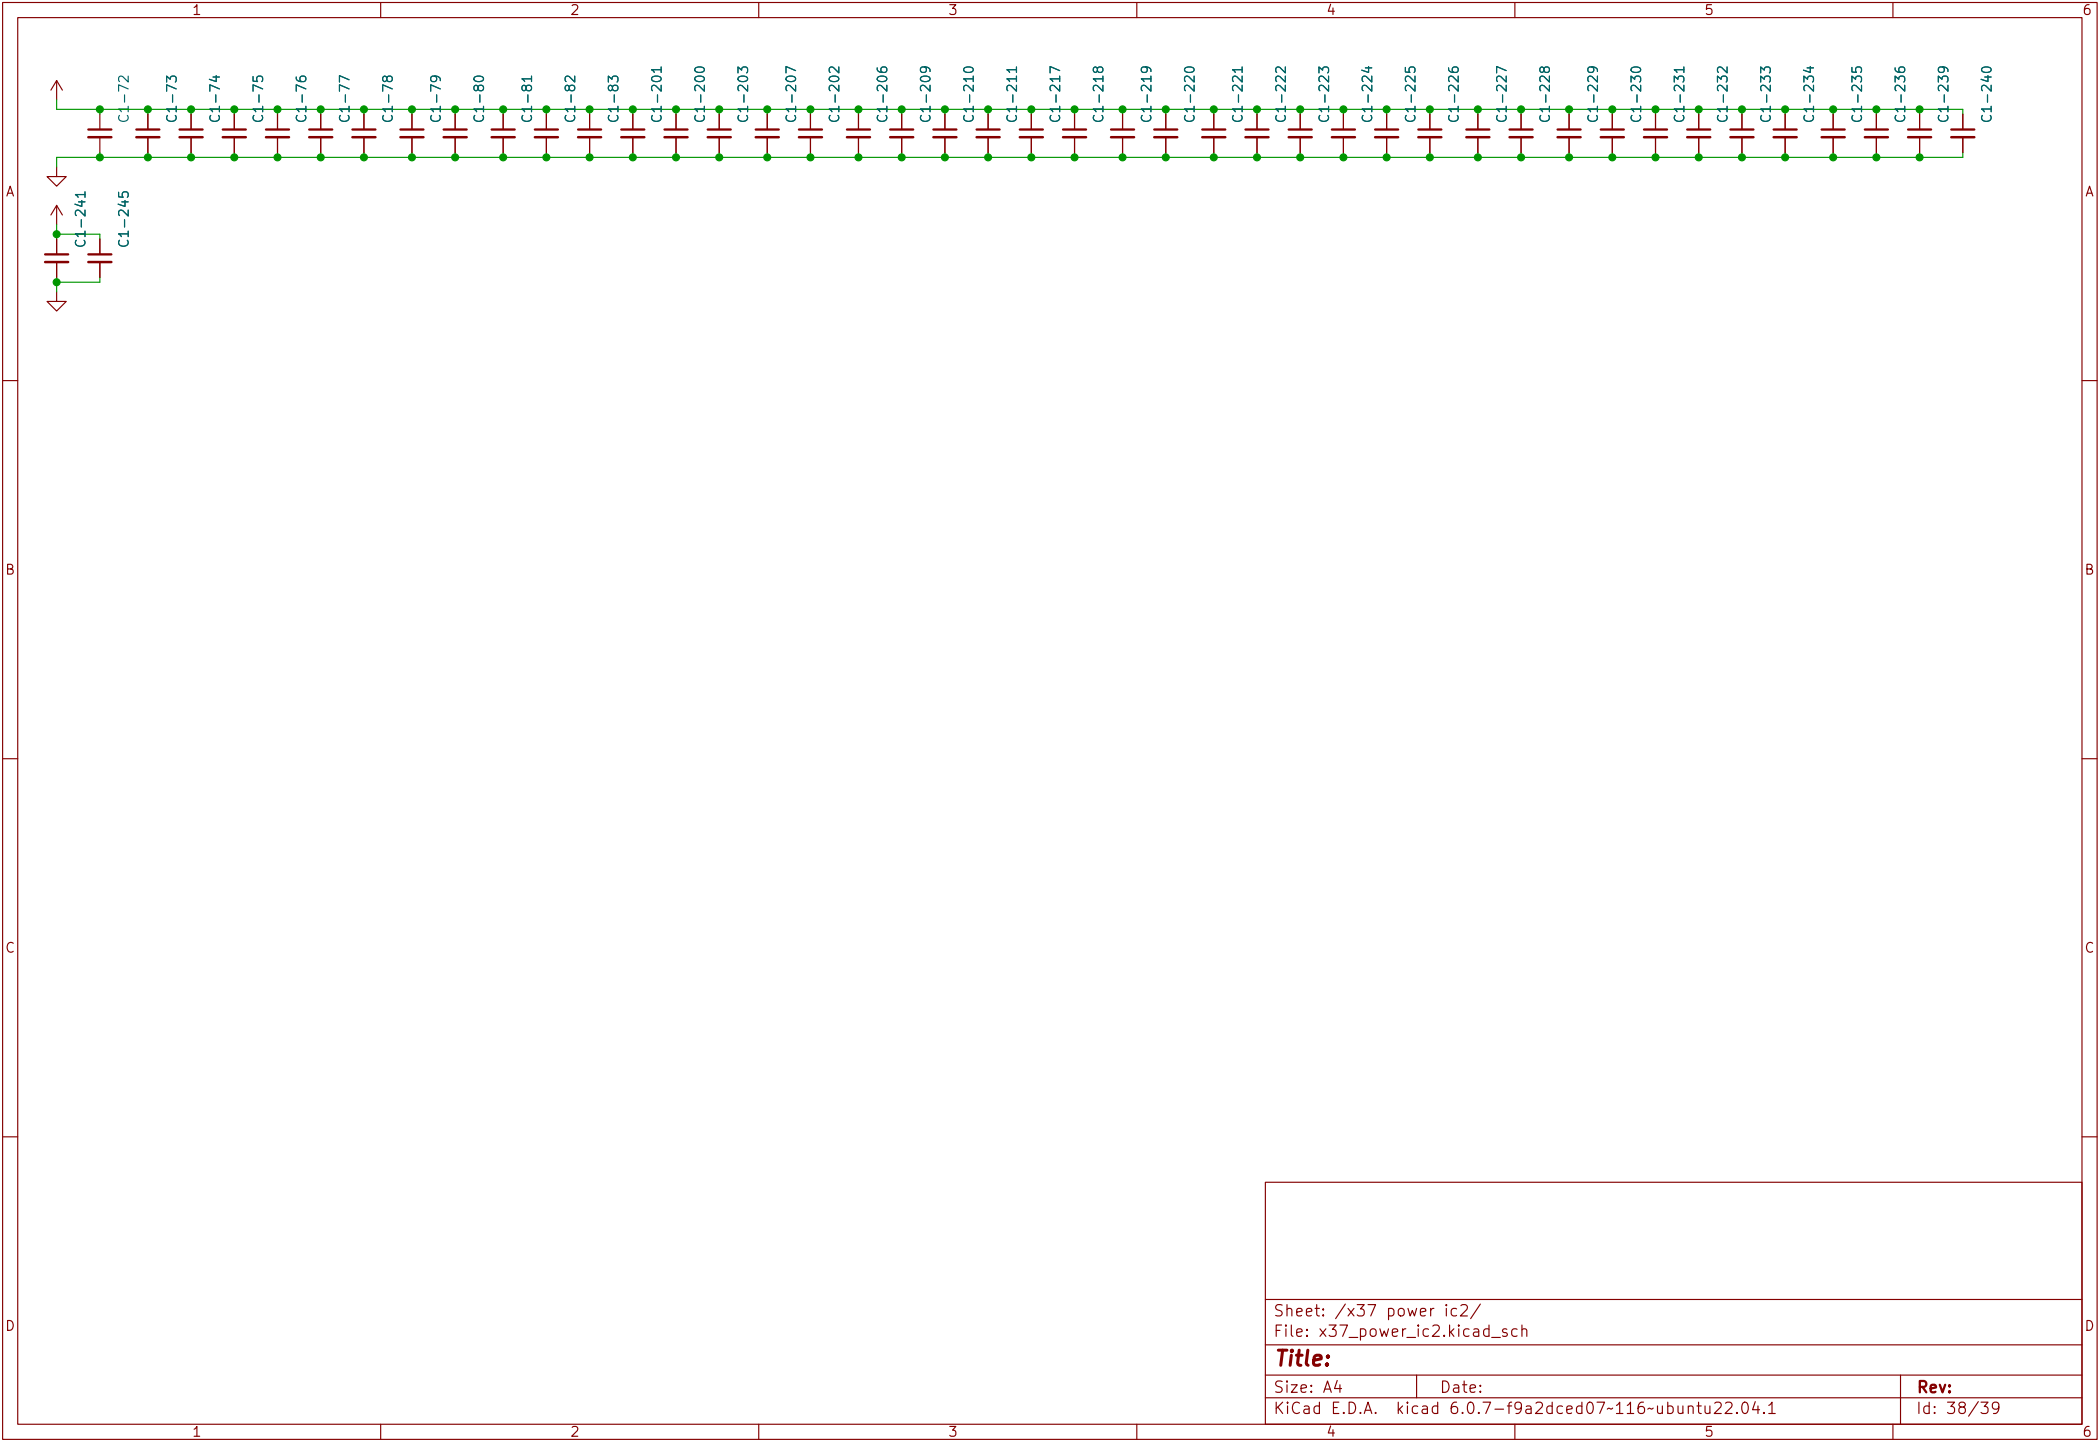 1 2 3 4 5 6
C1-72 C1-73 C1-74 C1-75 C1-76 C1-77 C1-78 C1-79 C1-80 C1-81 C1-82 C1-83 C1-201 C1-200 C1-203 C1-207 C1-202 C1-206 C1-209 C1-210 C1-211 C1-217 C1-218 C1-219 C1-220 C1-221 C1-222 C1-223 C1-224 C1-225 C1-226 C1-227 C1-228 C1-229 C1-230 C1-231 C1-232 C1-233 C1-234 C1-235 C1-236 C1-239 C1-240
A A
C1-241 C1-245
B B
C C
Sheet: /x37 power ic2/
D D
File: x37_power_ic2.kicad_sch
Title:
Size: A4 Date: Rev:
KiCad E.D.A. kicad 6.0.7-f9a2dced07~116~ubuntu22.04.1 Id: 38/39
1 2 3 4 5 6